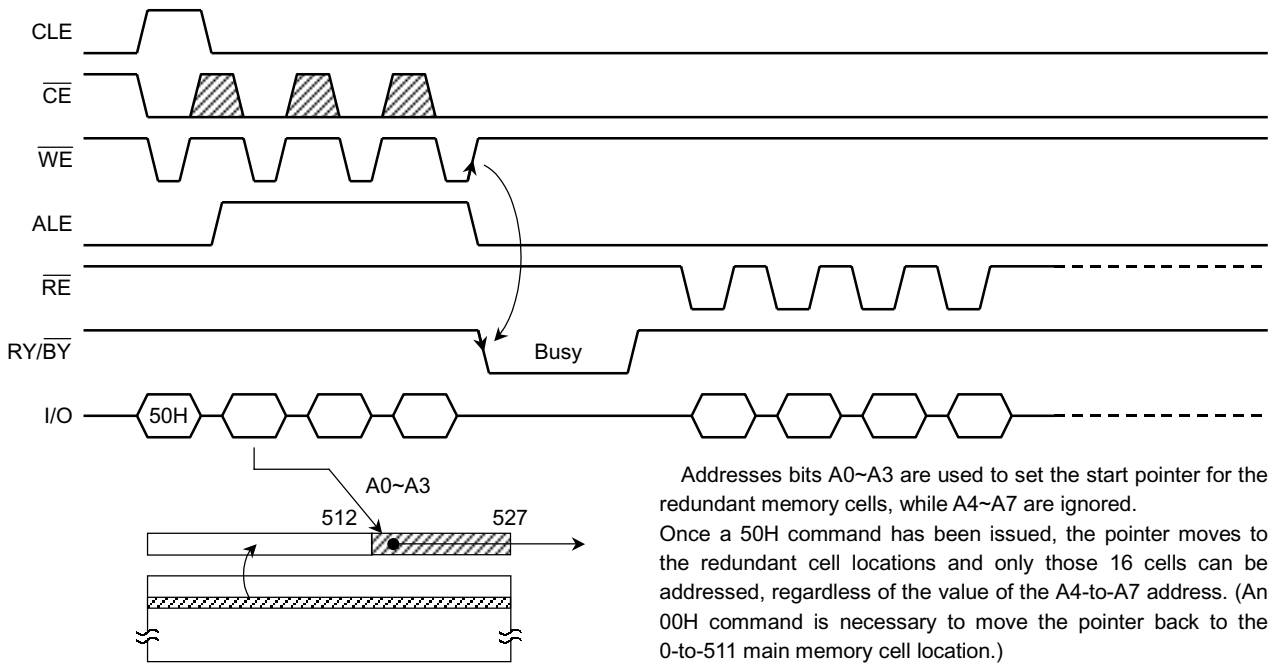 CLE
CE
WE
ALE
RE
RY/BY
Busy
I/O
50H
A0~A3
512
527
Addresses bits A0~A3 are used to set the start pointer for the
redundant memory cells, while A4~A7 are ignored.
Once a 50H command has been issued, the pointer moves to
the redundant cell locations and only those 16 cells can be
addressed, regardless of the value of the A4-to-A7 address. (An
00H command is necessary to move the pointer back to the
0-to-511 main memory cell location.)